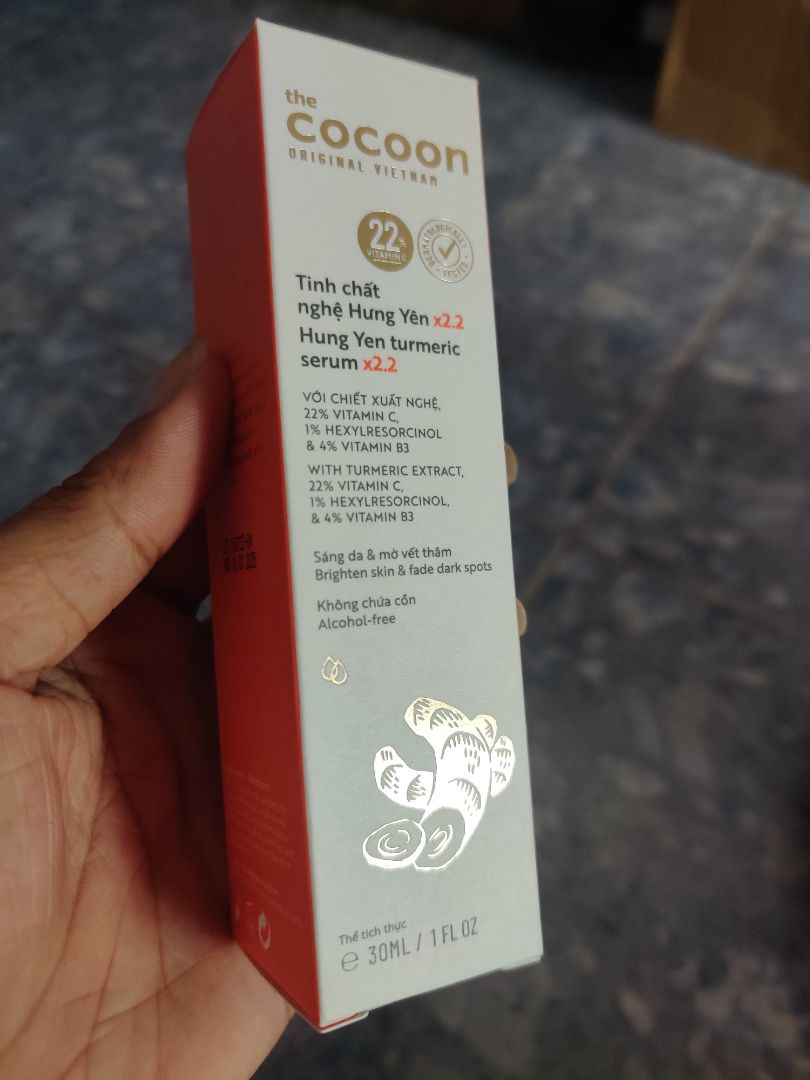 the
cocoon
ORIGINAL VIETNAM
22%
VITAMIN C
DERMATOLOGICALLY
• TESTED •
Tinh chất
nghệ Hưng Yên x2.2
Hung Yen turmeric
serum x2.2
VỚI CHIẾT XUẤT NGHỆ,
22% VITAMIN C,
1% HEXYLRESORCINOL
& 4% VITAMIN B3
WITH TURMERIC EXTRACT,
22% VITAMIN C,
1% HEXYLRESORCINOL,
& 4% VITAMIN B3
Sáng da & mờ vết thâm
Brighten skin & fade dark spots
Không chứa cồn
Alcohol-free
Thể tích thực
℮ 30ML / 1 FL OZ